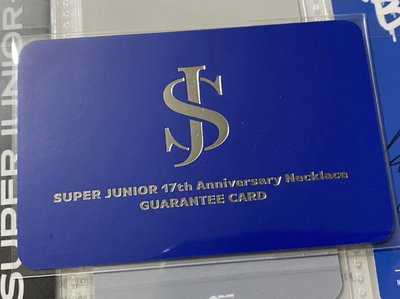 SJ
SUPER JUNIOR 17th Anniversary Necklace
GUARANTEE CARD
SUPER JUNIOR